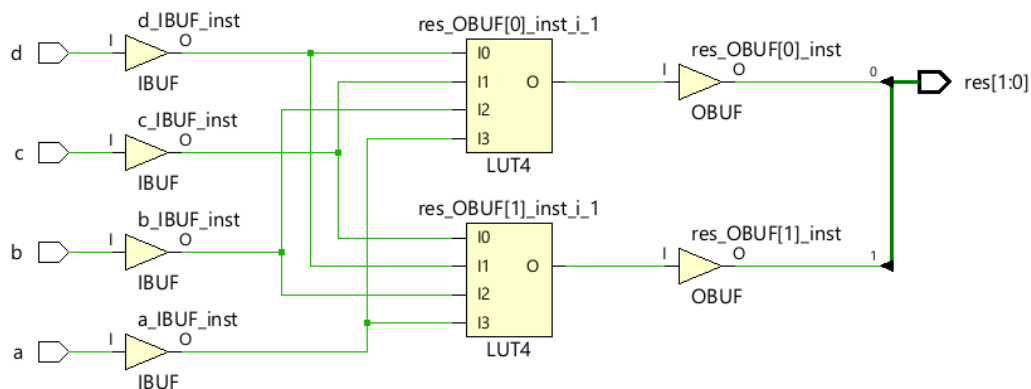 d_IBUF_inst
d
I
O
IBUF
c_IBUF_inst
c
I
O
IBUF
b_IBUF_inst
b
I
O
IBUF
a_IBUF_inst
a
I
O
IBUF
res_OBUF[0]_inst_i_1
I0
I1
I2
I3
O
LUT4
res_OBUF[1]_inst_i_1
I0
I1
I2
I3
O
LUT4
res_OBUF[0]_inst
I
O
OBUF
0
res_OBUF[1]_inst
I
O
OBUF
1
res[1:0]